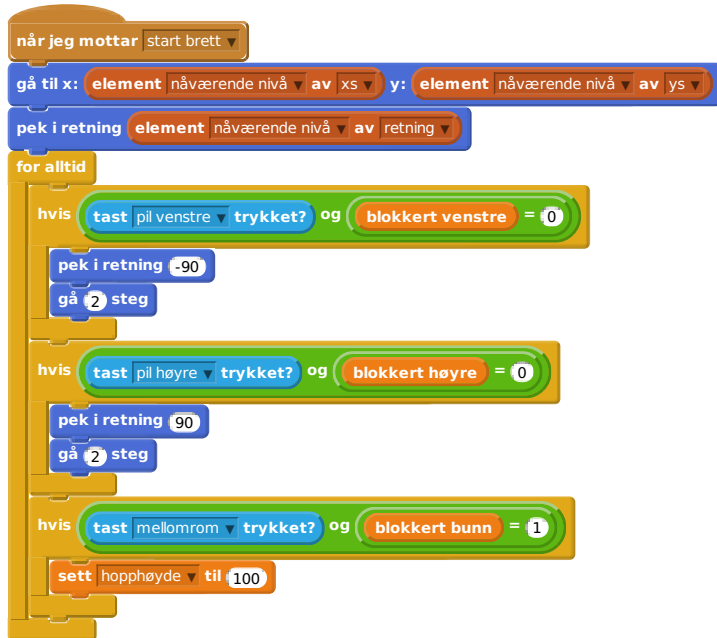 når jeg mottar start brett
gå til x: element nåværende nivå av xs y: element nåværende nivå av ys
pek i retning element nåværende nivå av retning
for alltid
hvis tast pil venstre trykket? og blokkert venstre = 0
pek i retning -90
gå 2 steg
hvis tast pil høyre trykket? og blokkert høyre = 0
pek i retning 90
gå 2 steg
hvis tast mellomrom trykket? og blokkert bunn = 1
sett hopphøyde til 100